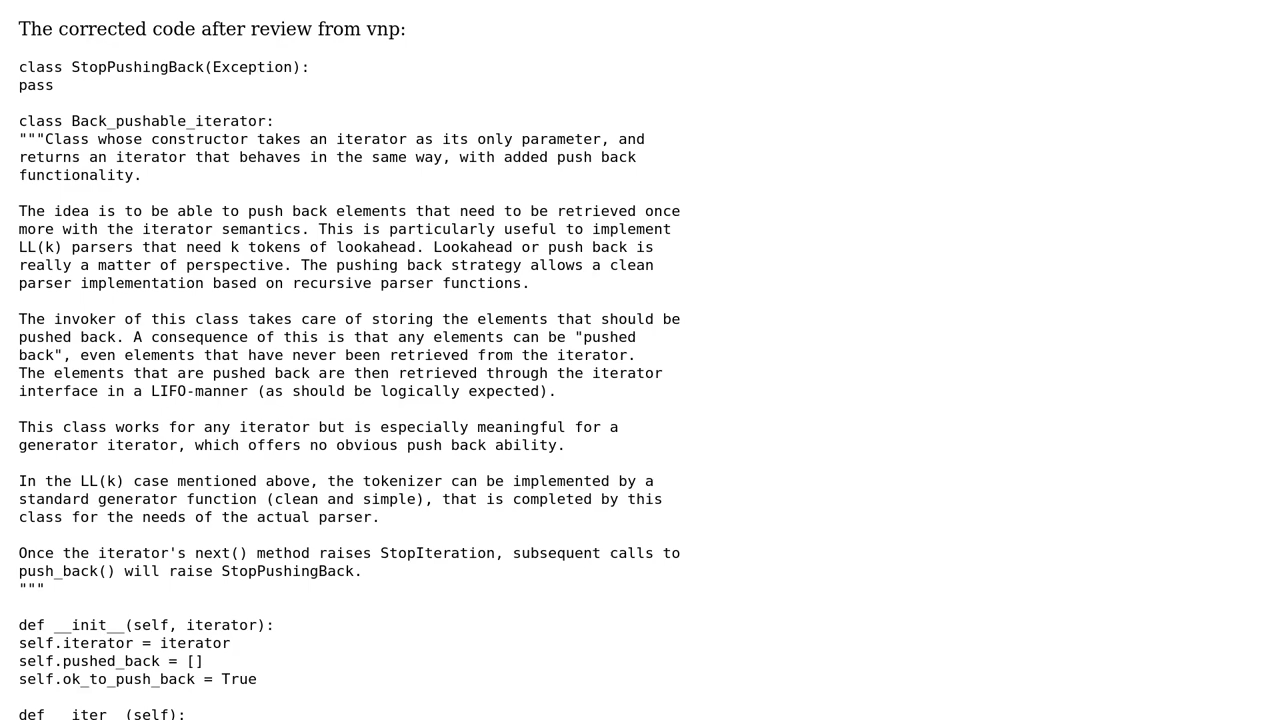 The corrected code after review from vnp:
class StopPushingBack(Exception):
pass
class Back_pushable_iterator:
"""Class whose constructor takes an iterator as its only parameter, and
returns an iterator that behaves in the same way, with added push back
functionality.
The idea is to be able to push back elements that need to be retrieved once
more with the iterator semantics. This is particularly useful to implement
LL(k) parsers that need k tokens of lookahead. Lookahead or push back is
really a matter of perspective. The pushing back strategy allows a clean
parser implementation based on recursive parser functions.
The invoker of this class takes care of storing the elements that should be
pushed back. A consequence of this is that any elements can be "pushed
back", even elements that have never been retrieved from the iterator.
The elements that are pushed back are then retrieved through the iterator
interface in a LIFO-manner (as should be logically expected).
This class works for any iterator but is especially meaningful for a
generator iterator, which offers no obvious push back ability.
In the LL(k) case mentioned above, the tokenizer can be implemented by a
standard generator function (clean and simple), that is completed by this
class for the needs of the actual parser.
Once the iterator's next() method raises StopIteration, subsequent calls to
push_back() will raise StopPushingBack.
"""
def __init__(self, iterator):
self.iterator = iterator
self.pushed_back = []
self.ok_to_push_back = True
def __iter__(self):